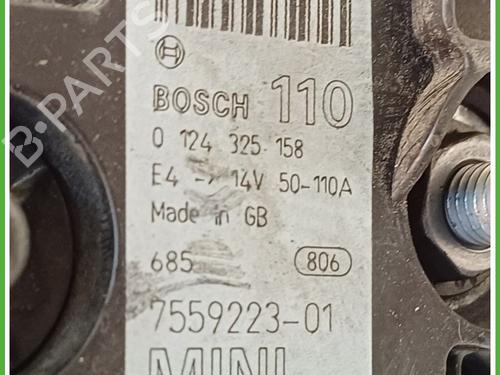 BOSCH 110
0 124 325 158
E4 -> 14V 50-110A
Made in GB
685 806
7559223-01
MINI
B-PARTS